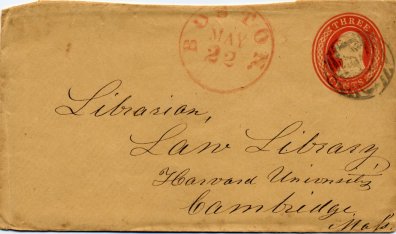 BOSTON
MAY
22
THREE
CENTS
Librarian,
Law Library,
Harvard University
Cambridge,
Mass.